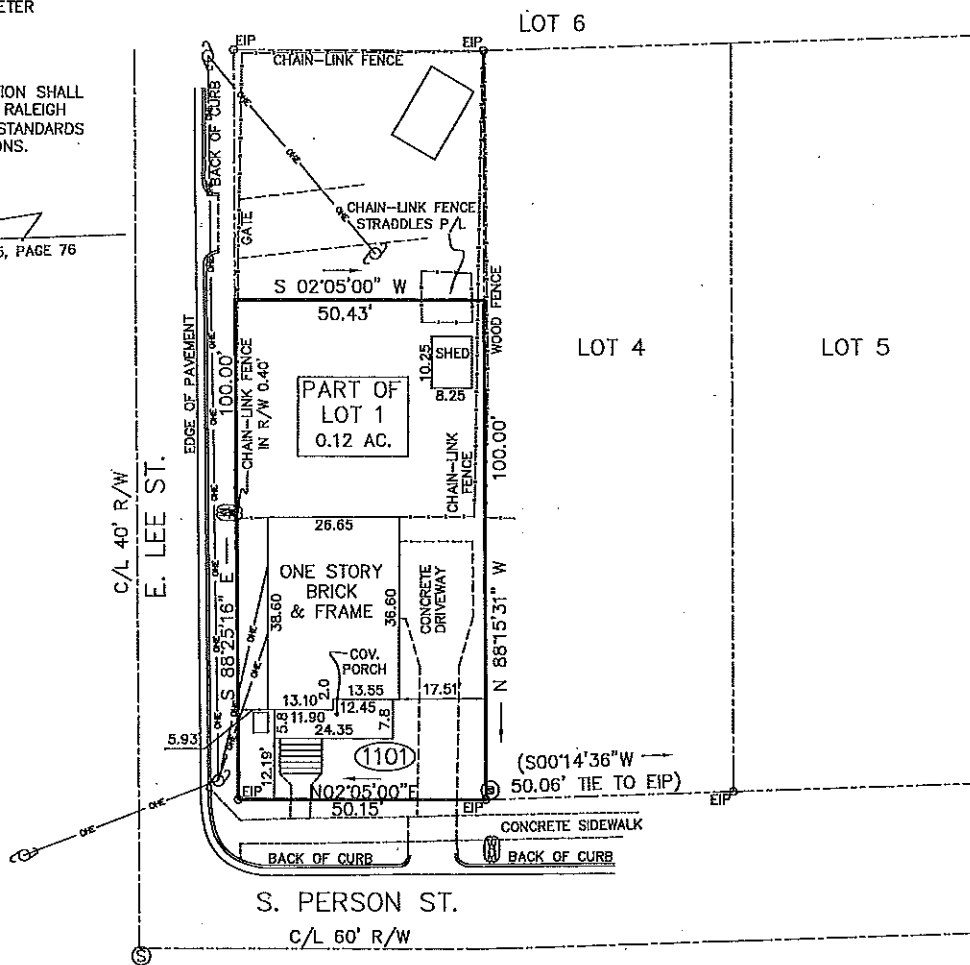 ETER
LOT 6
EIP
EIP
CHAIN-LINK FENCE
ION SHALL
RALEIGH
STANDARDS
ONS.
BACK OF CURB
OHE
OHE
GATE
CHAIN-LINK FENCE
STRADDLES P/L
, PAGE 76
S 02°05'00" W
50.43'
WOOD FENCE
EDGE OF PAVEMENT
100.00'
CHAIN-LINK FENCE
IN R/W 0.40'
10.25
SHED
8.25
LOT 4
LOT 5
PART OF
LOT 1
0.12 AC.
CHAIN-LINK
FENCE
100.00'
C/L 40' R/W
E. LEE ST.
S 88°25'16" E
26.65
ONE STORY
BRICK
& FRAME
38.60
36.60
CONCRETE
DRIVEWAY
N 88°15'31" W
COV.
PORCH
13.10
2.0
13.55
17.51'
12.45
5.8
11.90
7.8
24.35
5.93
12.19'
1101
(S00°14'36"W
50.06' TIE TO EIP)
EIP
N02°05'00"E
EIP
EIP
50.15'
CONCRETE SIDEWALK
BACK OF CURB
BACK OF CURB
S. PERSON ST.
C/L 60' R/W
S